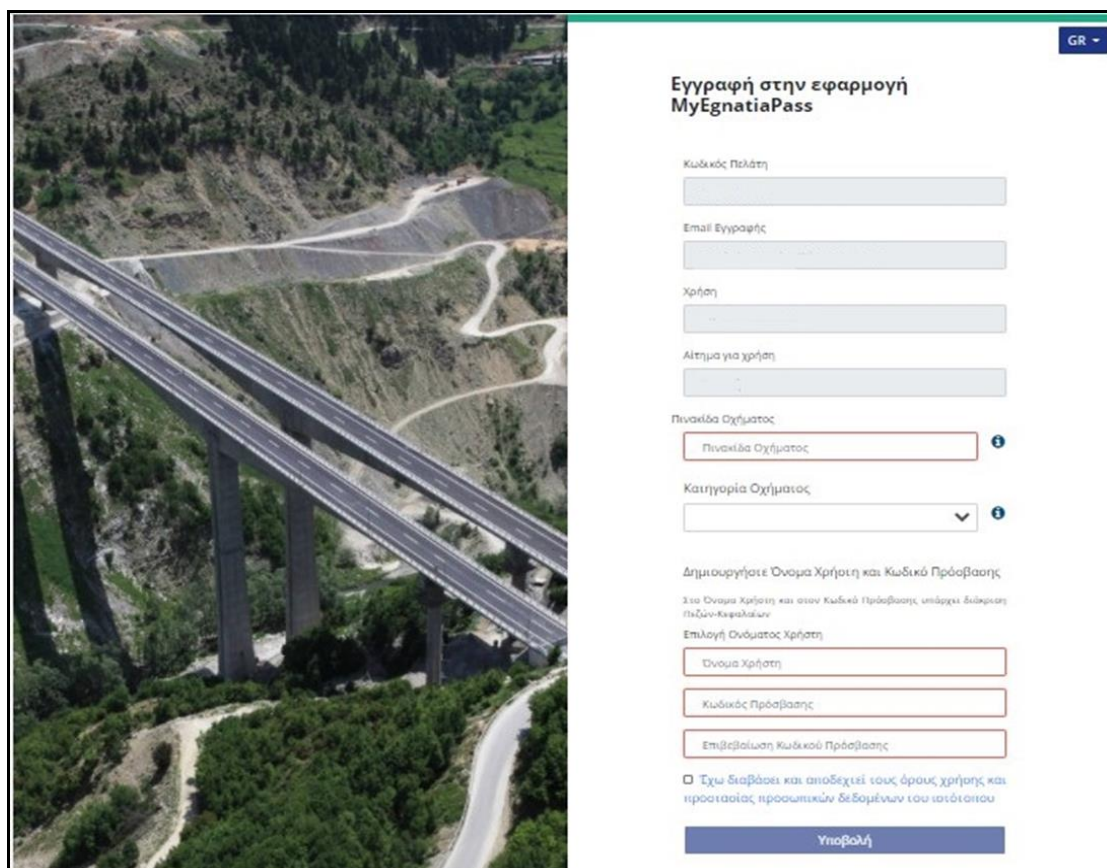 GR
Εγγραφή στην εφαρμογή
MyEgnatiaPass
Κωδικός Πελάτη
Email Εγγραφής
Χρήση
Αίτημα για χρήση
Πινακίδα Οχήματος
Πινακίδα Οχήματος
Κατηγορία Οχήματος
Δημιουργήστε Όνομα Χρήστη και Κωδικό Πρόσβασης
Στο Όνομα Χρήστη και στον Κωδικό Πρόσβασης υπάρχει διάκριση
Πεζών-Κεφαλαίων
Επιλογή Ονόματος Χρήστη
Όνομα Χρήστη
Κωδικός Πρόσβασης
Επιβεβαίωση Κωδικού Πρόσβασης
Έχω διαβάσει και αποδεχτεί τους όρους χρήσης και
προστασίας προσωπικών δεδομένων του ιστότοπου
Υποβολή